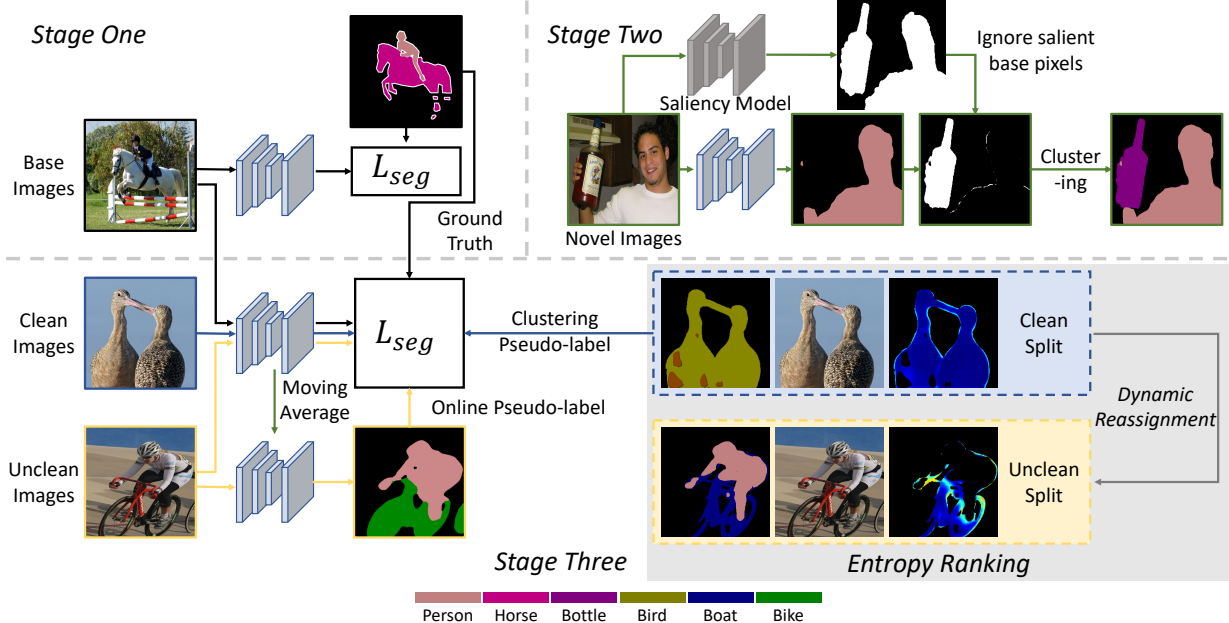 Stage One
Base
Images
L_seg
Ground
Truth
Stage Two
Saliency Model
Ignore salient
base pixels
Novel Images
Cluster
-ing
Clean
Images
L_seg
Clustering
Pseudo-label
Clean
Split
Moving
Average
Online Pseudo-label
Dynamic
Reassignment
Unclean
Images
Unclean
Split
Stage Three
Entropy Ranking
Person Horse Bottle Bird Boat Bike